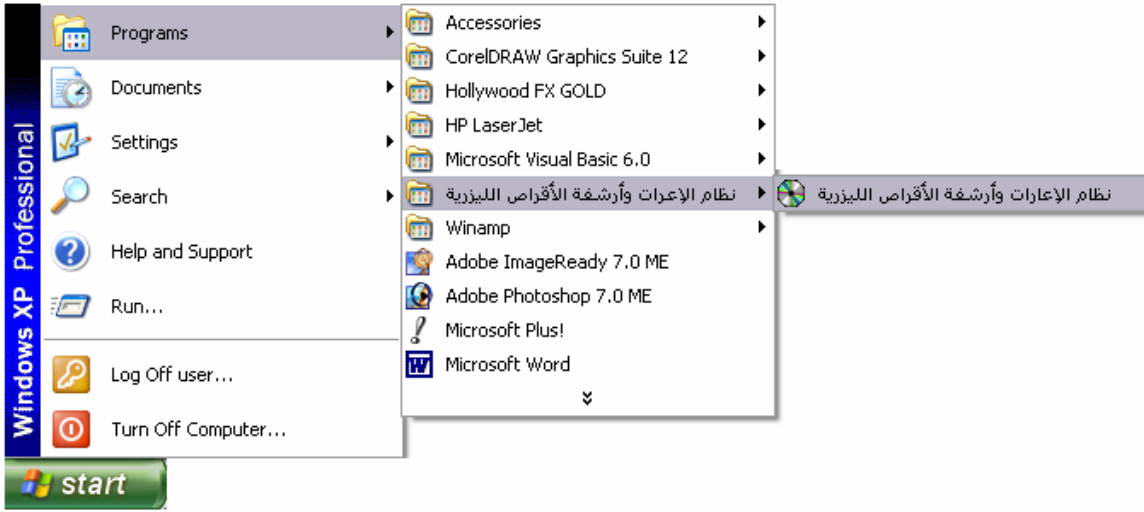 Windows XP Professional
Programs
Documents
Settings
Search
Help and Support
Run...
Log Off user...
Turn Off Computer...
start
Accessories
CorelDRAW Graphics Suite 12
Hollywood FX GOLD
HP LaserJet
Microsoft Visual Basic 6.0
نظام الإعرات وأرشفة الأقراص الليزرية
Winamp
Adobe ImageReady 7.0 ME
Adobe Photoshop 7.0 ME
Microsoft Plus!
Microsoft Word
نظام الإعارات وأرشفة الأقراص الليزرية